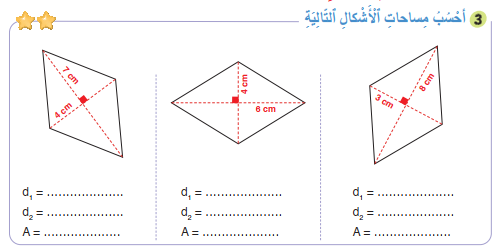 3 أَحْسُبُ مِساحاتِ ٱلْأَشْكالِ ٱلتّالِيَةِ
7 cm
4 cm
4 cm
6 cm
8 cm
3 cm
d₁ = ....................
d₂ = ....................
A = ....................
d₁ = ....................
d₂ = ....................
A = ....................
d₁ = ....................
d₂ = ....................
A = ....................